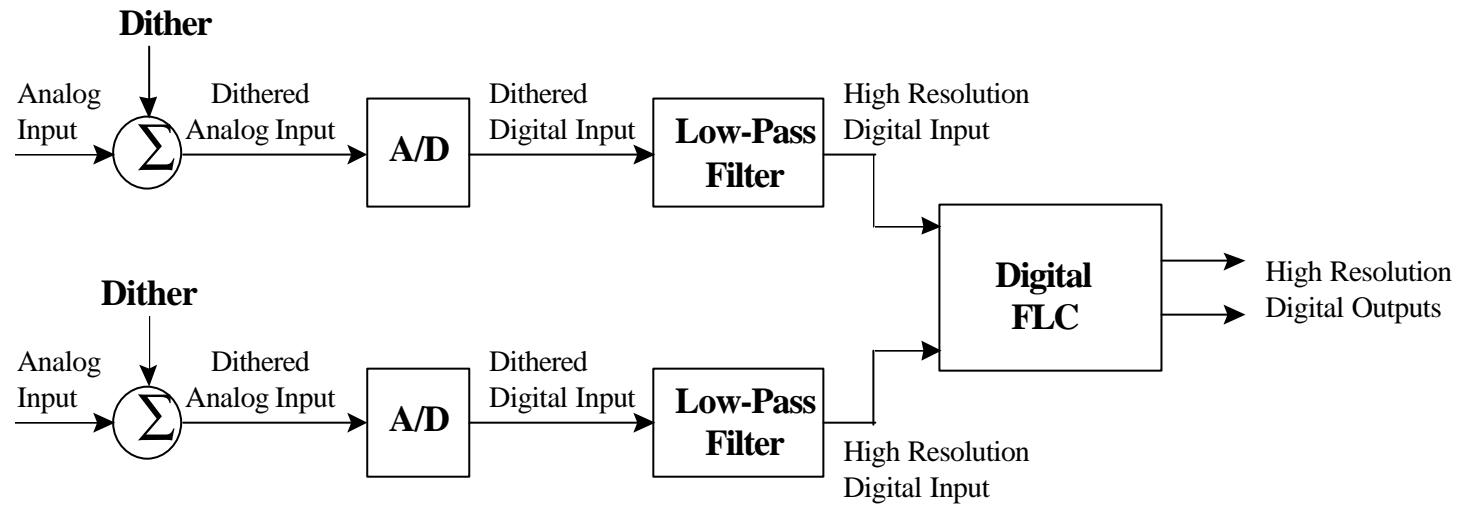 Dither
Analog
Input
Σ
Dithered
Analog Input
A/D
Dithered
Digital Input
Low-Pass
Filter
High Resolution
Digital Input
Dither
Analog
Input
Σ
Dithered
Analog Input
A/D
Dithered
Digital Input
Low-Pass
Filter
High Resolution
Digital Input
Digital
FLC
High Resolution
Digital Outputs